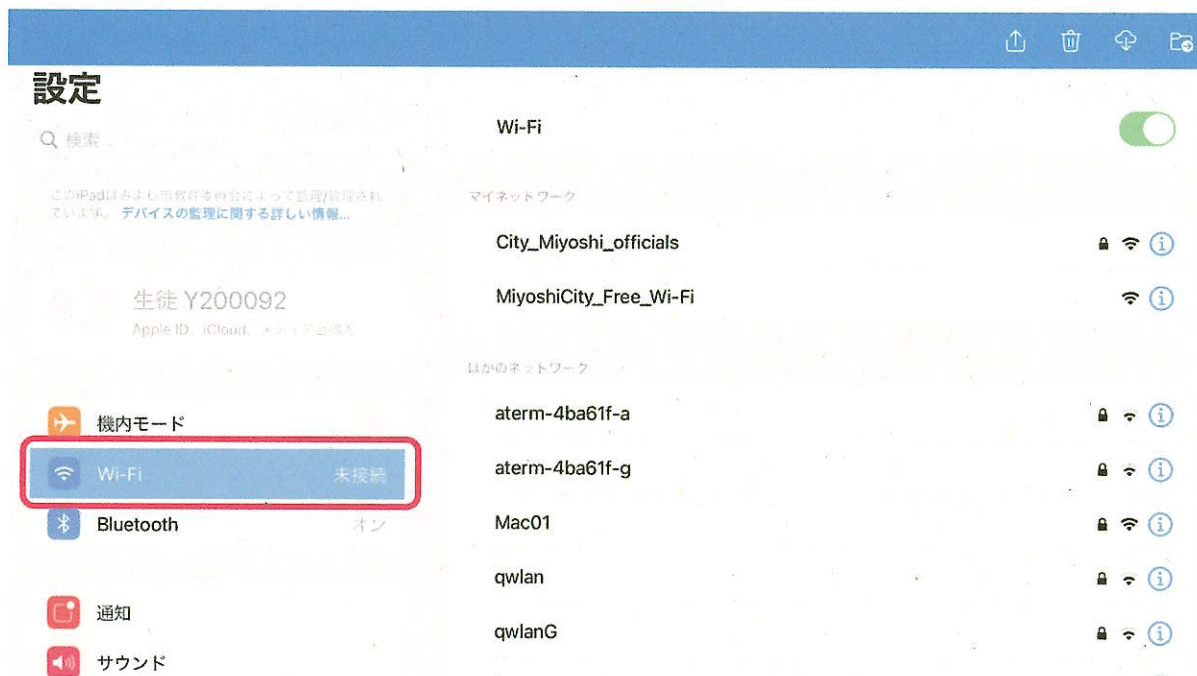 設定
検索
このiPadはみよし市教育委員会によって監理/管理され
ています。 デバイスの監理に関する詳しい情報...
生徒 Y200092
Apple ID、iCloud、メディアと購入
機内モード
Wi-Fi 未接続
Bluetooth オン
通知
サウンド
Wi-Fi
マイネットワーク
City_Miyoshi_officials
MiyoshiCity_Free_Wi-Fi
ほかのネットワーク
aterm-4ba61f-a
aterm-4ba61f-g
Mac01
qwlan
qwlanG